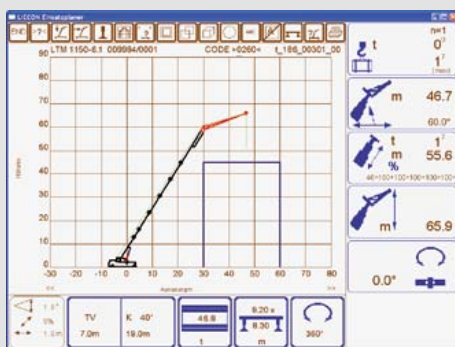 LICCON Einsatzplaner
END >?<
LTM 1150-6.1 009984/0001 CODE >0260< t_186_00301_00
90
80
70
60
50
40
30
20
10
0
-30 -20 -10 0 10 20 30 40 50 60 70 80
<< >>
n=1
t 0
1
m 46.7
60.0°
t 1
m 55.6
%
m 65.9
0.0°
5%
TV
7.0m
K 40°
19.0m
46.8
t
9.20 x
8.30
m
360°